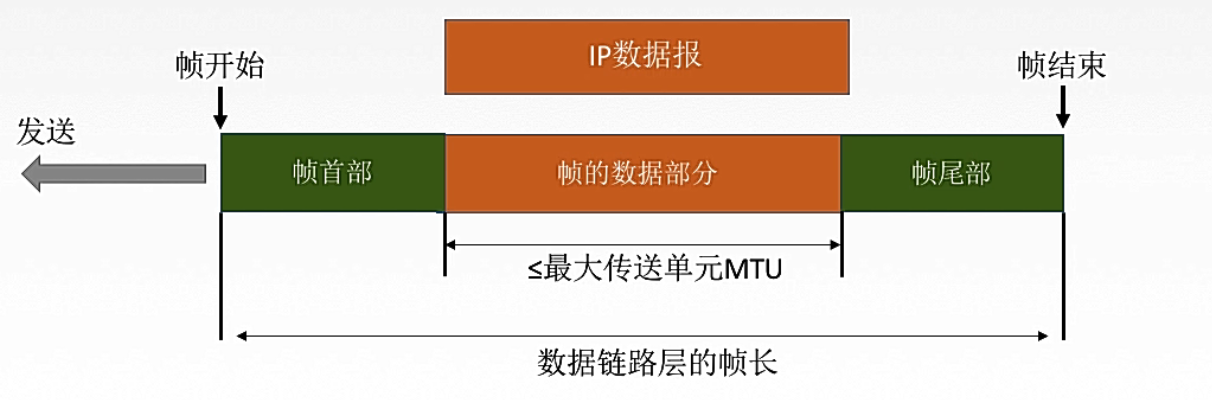 IP数据报
帧开始
帧结束
发送
帧首部
帧的数据部分
帧尾部
≤最大传送单元MTU
数据链路层的帧长